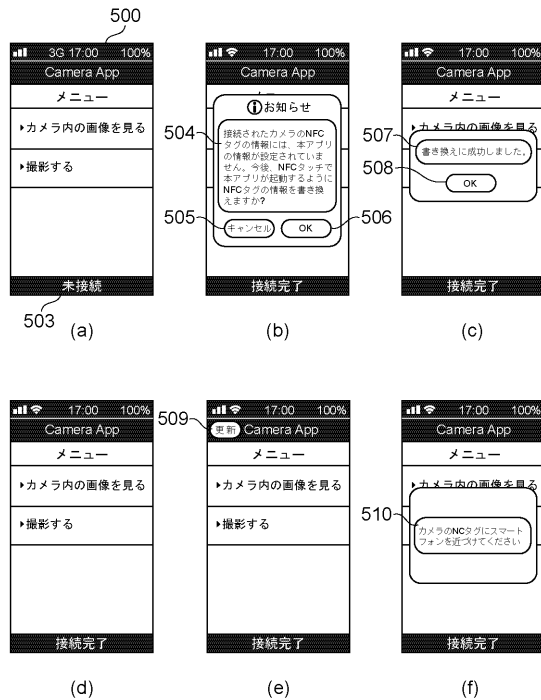 500
3G 17:00 100%
Camera App
メニュー
カメラ内の画像を見る
撮影する
未接続
503
(a)
17:00 100%
Camera App
メニュー
お知らせ
504
接続されたカメラのNFC
タグの情報には、本アプリ
の情報が設定されていま
せん。今後、NFCタッチで
本アプリが起動するように
NFCタグの情報を書き換
えますか?
505
キャンセル
OK
506
接続完了
(b)
17:00 100%
Camera App
メニュー
カメラ内の画像を見る
507
書き換えに成功しました。
508
OK
接続完了
(c)
17:00 100%
Camera App
メニュー
カメラ内の画像を見る
撮影する
接続完了
(d)
17:00 100%
509
更新 Camera App
メニュー
カメラ内の画像を見る
撮影する
接続完了
(e)
17:00 100%
Camera App
メニュー
カメラ内の画像を見る
510
カメラのNCタグにスマート
フォンを近づけてください
接続完了
(f)